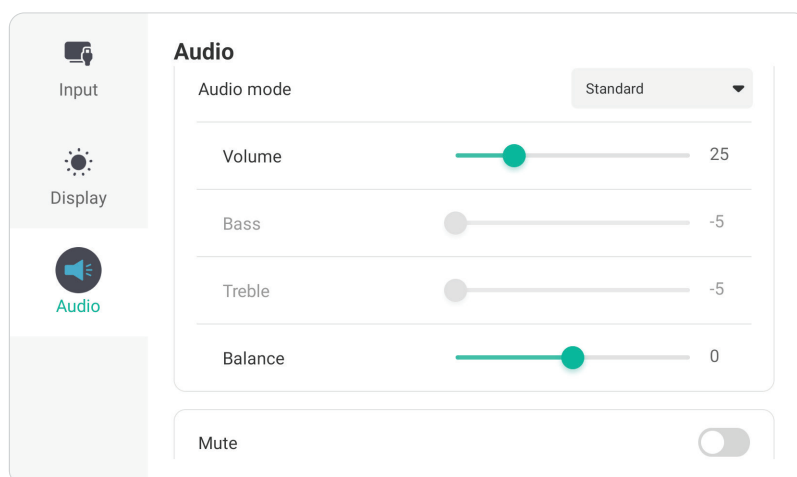 Input
Display
Audio
Audio
Audio mode Standard
Volume 25
Bass -5
Treble -5
Balance 0
Mute